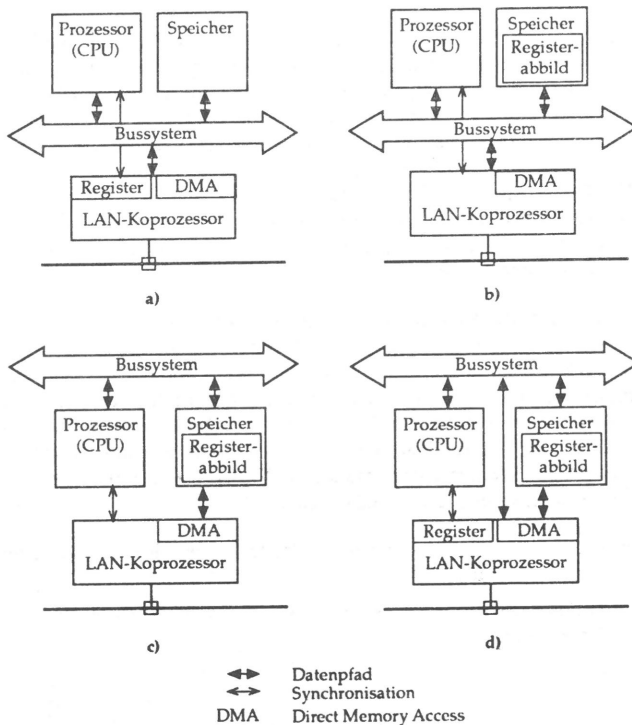 Prozessor
(CPU)
Speicher
Bussystem
Register
DMA
LAN-Koprozessor
a)
Prozessor
(CPU)
Speicher
Register-
abbild
Bussystem
DMA
LAN-Koprozessor
b)
Bussystem
Prozessor
(CPU)
Speicher
Register-
abbild
DMA
LAN-Koprozessor
c)
Bussystem
Prozessor
(CPU)
Speicher
Register-
abbild
Register
DMA
LAN-Koprozessor
d)
Datenpfad
Synchronisation
DMA Direct Memory Access